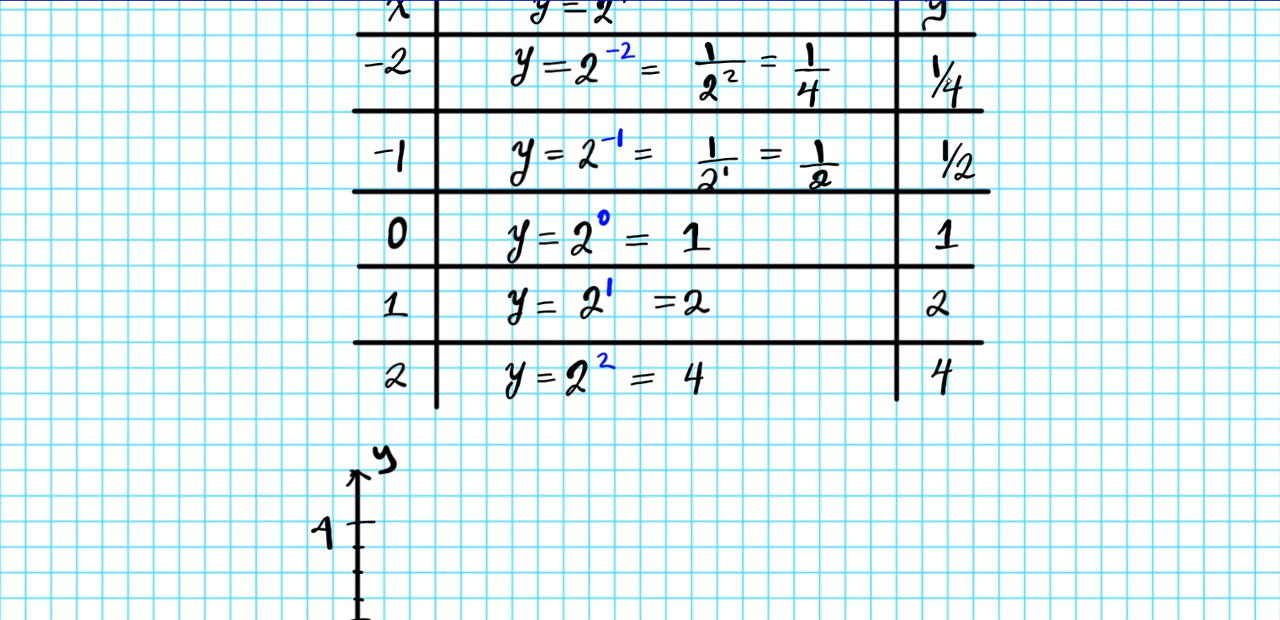 x y = 2 y
-2 y = 2^-2 = 1/2^2 = 1/4 1/4
-1 y = 2^-1 = 1/2^1 = 1/2 1/2
0 y = 2^0 = 1 1
1 y = 2^1 = 2 2
2 y = 2^2 = 4 4
y
4